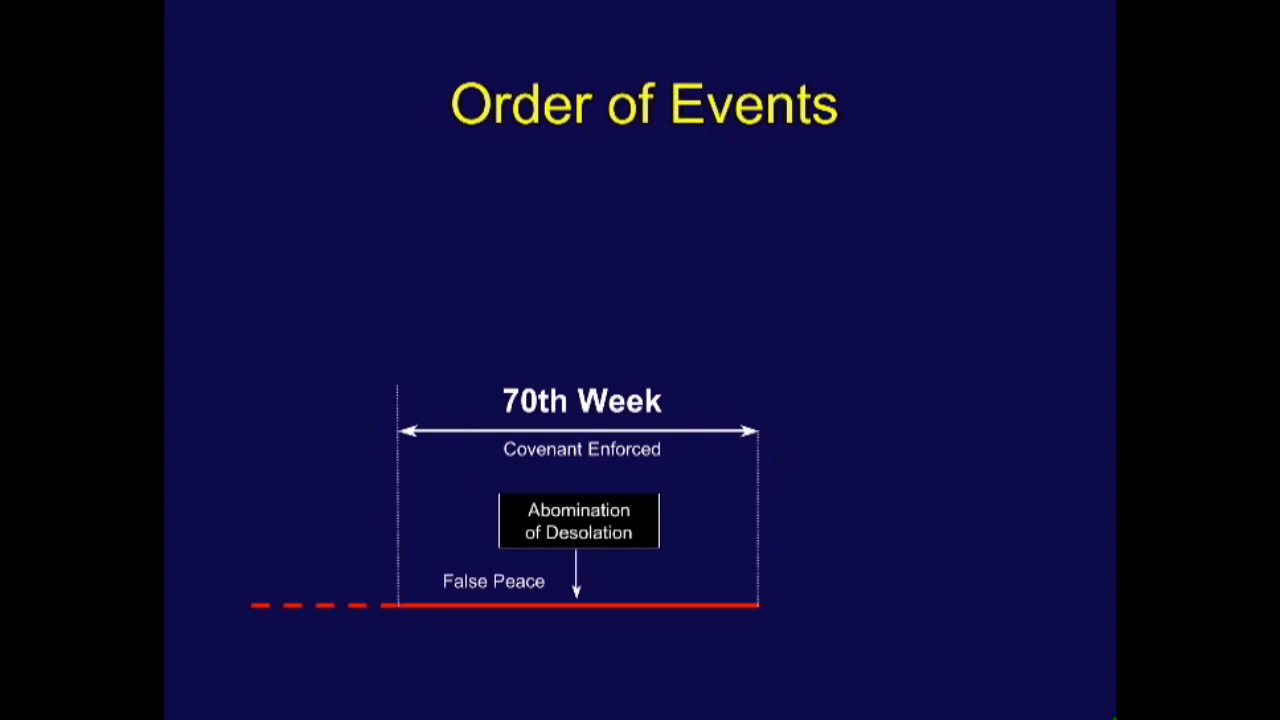 Order of Events
70th Week
Covenant Enforced
Abomination
of Desolation
False Peace